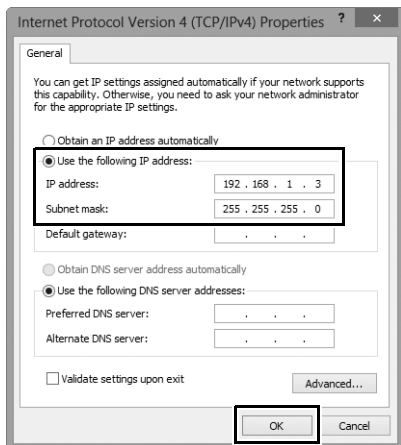 Internet Protocol Version 4 (TCP/IPv4) Properties ? ×
General
You can get IP settings assigned automatically if your network supports
this capability. Otherwise, you need to ask your network administrator
for the appropriate IP settings.
Obtain an IP address automatically
Use the following IP address:
IP address: 192 . 168 . 1 . 3
Subnet mask: 255 . 255 . 255 . 0
Default gateway: . . .
Obtain DNS server address automatically
Use the following DNS server addresses:
Preferred DNS server: . . .
Alternate DNS server: . . .
Validate settings upon exit
Advanced...
OK Cancel